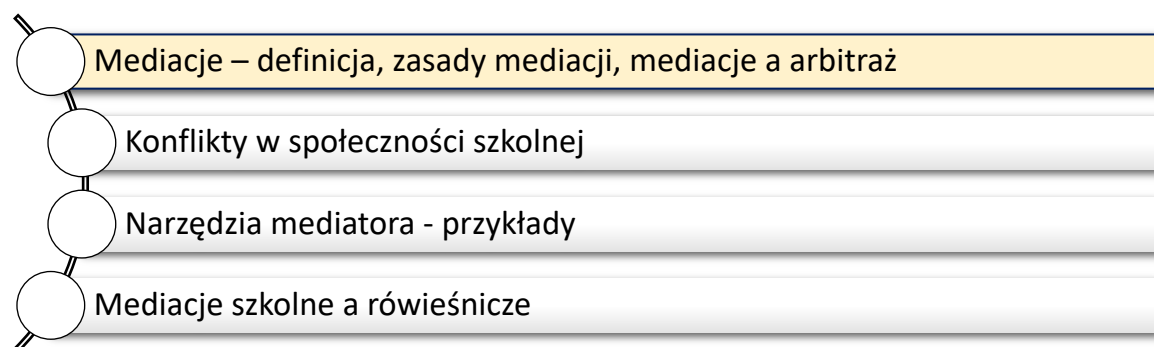 Mediacje – definicja, zasady mediacji, mediacje a arbitraż
Konflikty w społeczności szkolnej
Narzędzia mediatora - przykłady
Mediacje szkolne a rówieśnicze